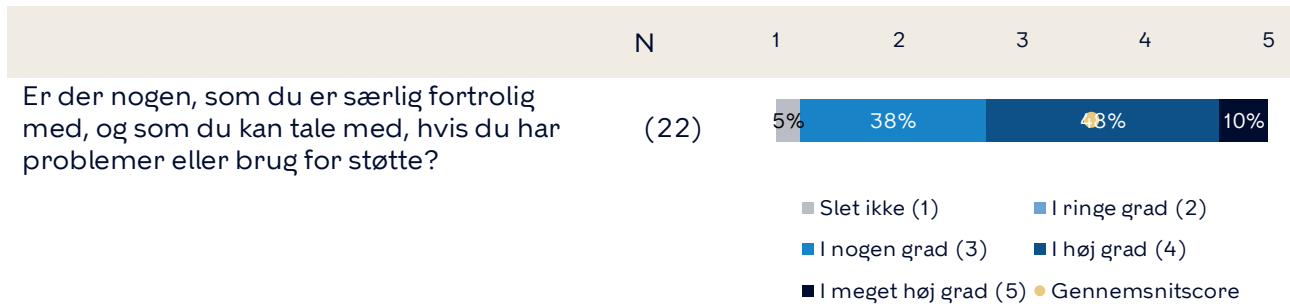 N 1 2 3 4 5
Er der nogen, som du er særlig fortrolig
med, og som du kan tale med, hvis du har
problemer eller brug for støtte?
(22)
5% 38% 48% 10%
Slet ikke (1) I ringe grad (2)
I nogen grad (3) I høj grad (4)
I meget høj grad (5) Gennemsnitscore